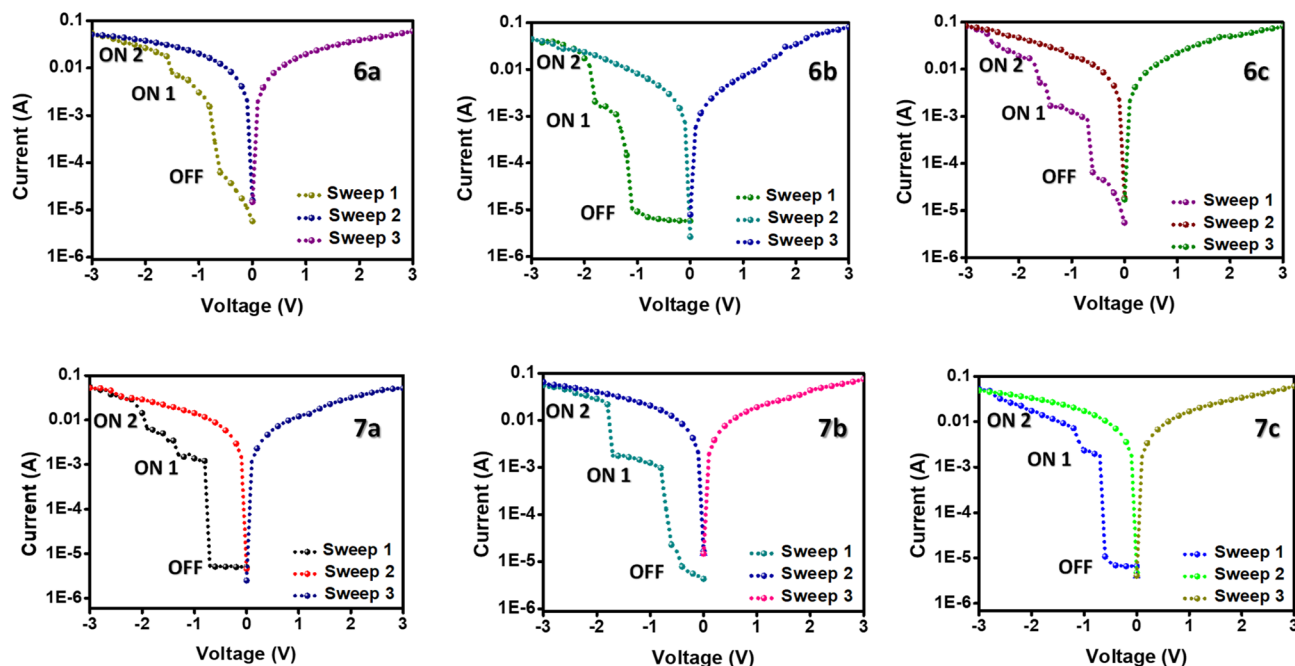 6a
0.1
0.01
1E-3
1E-4
1E-5
1E-6
Current (A)
ON 2
ON 1
OFF
Sweep 1
Sweep 2
Sweep 3
-3 -2 -1 0 1 2 3
Voltage (V)
6b
0.1
0.01
1E-3
1E-4
1E-5
1E-6
Current (A)
ON 2
ON 1
OFF
Sweep 1
Sweep 2
Sweep 3
-3 -2 -1 0 1 2 3
Voltage (V)
6c
0.1
0.01
1E-3
1E-4
1E-5
1E-6
Current (A)
ON 2
ON 1
OFF
Sweep 1
Sweep 2
Sweep 3
-3 -2 -1 0 1 2 3
Voltage (V)
7a
0.1
0.01
1E-3
1E-4
1E-5
1E-6
Current (A)
ON 2
ON 1
OFF
Sweep 1
Sweep 2
Sweep 3
-3 -2 -1 0 1 2 3
Voltage (V)
7b
0.1
0.01
1E-3
1E-4
1E-5
1E-6
Current (A)
ON 2
ON 1
OFF
Sweep 1
Sweep 2
Sweep 3
-3 -2 -1 0 1 2 3
Voltage (V)
7c
0.1
0.01
1E-3
1E-4
1E-5
1E-6
Current (A)
ON 2
ON 1
OFF
Sweep 1
Sweep 2
Sweep 3
-3 -2 -1 0 1 2 3
Voltage (V)